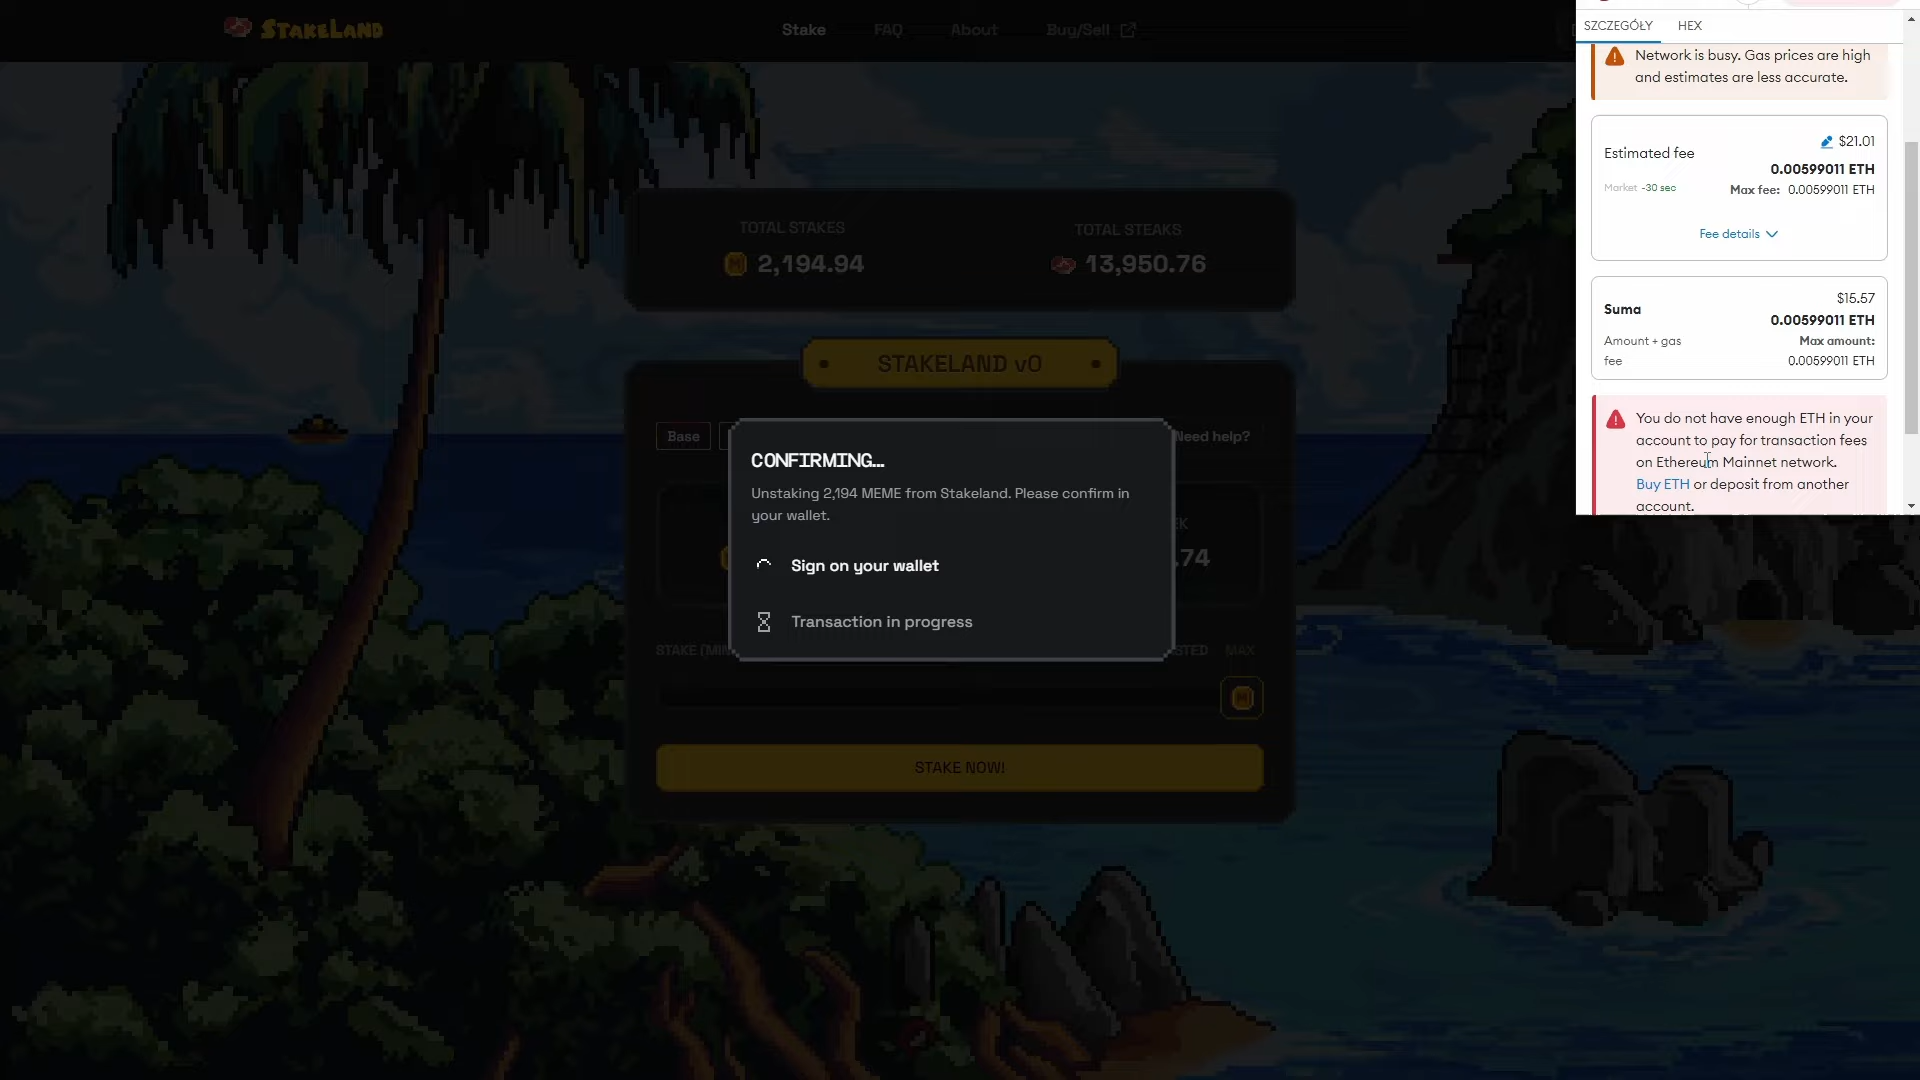 STAKELAND
Stake
FAQ
About
Buy/Sell
TOTAL STAKES
TOTAL STEAKS
2,194.94
13,950.76
STAKELAND v0
Base
Need help?
CONFIRMING...
Unstaking 2,194 MEME from Stakeland. Please confirm in
your wallet.
Sign on your wallet
Transaction in progress
.74
STAKE
MAX
STAKE NOW!
SZCZEGÓŁY
HEX
Network is busy. Gas prices are high
and estimates are less accurate.
$21.01
Estimated fee
0.00599011 ETH
Market ~30 sec
Max fee: 0.00599011 ETH
Fee details
$15.57
Suma
0.00599011 ETH
Amount + gas
fee
Max amount:
0.00599011 ETH
You do not have enough ETH in your
account to pay for transaction fees
on Ethereum Mainnet network.
Buy ETH or deposit from another
account.